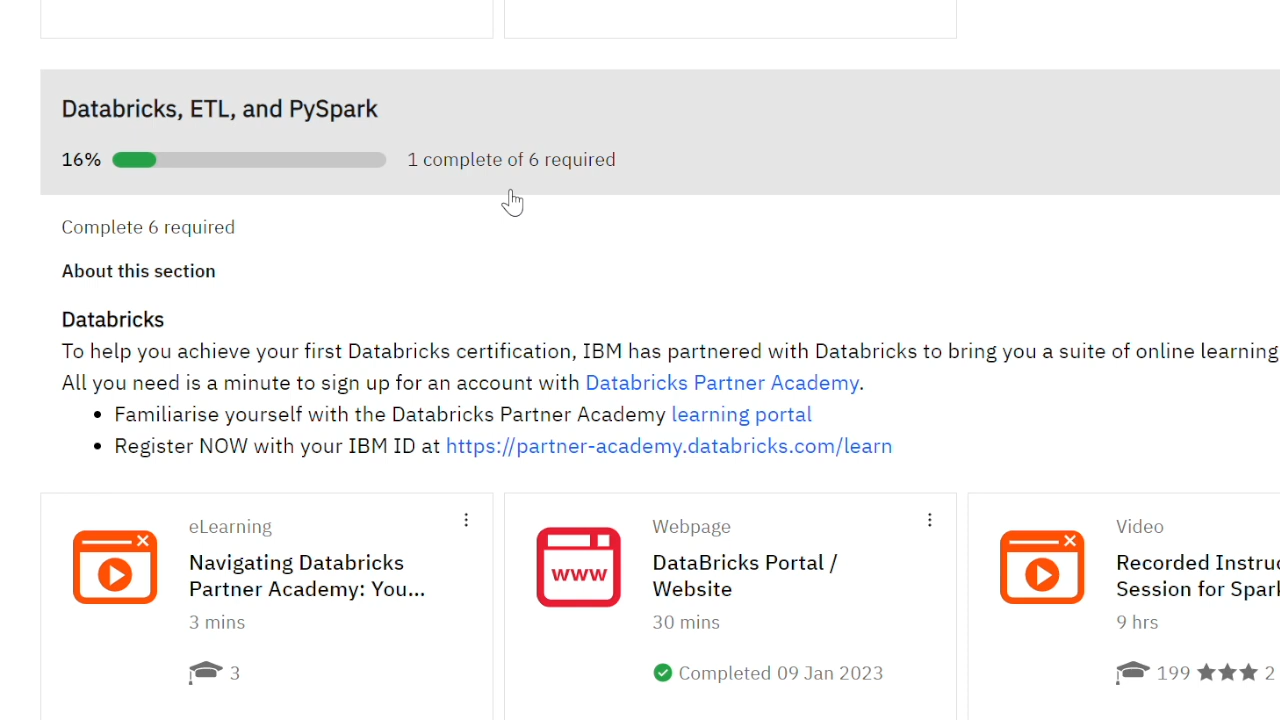 Databricks, ETL, and PySpark
16% 1 complete of 6 required
Complete 6 required
About this section
Databricks
To help you achieve your first Databricks certification, IBM has partnered with Databricks to bring you a suite of online learning
All you need is a minute to sign up for an account with Databricks Partner Academy.
• Familiarise yourself with the Databricks Partner Academy learning portal
• Register NOW with your IBM ID at https://partner-academy.databricks.com/learn
eLearning
Navigating Databricks
Partner Academy: You...
3 mins
3
www
Webpage
DataBricks Portal /
Website
30 mins
Completed 09 Jan 2023
Video
Recorded Instruc
Session for Spark
9 hrs
199 ★★★ 2